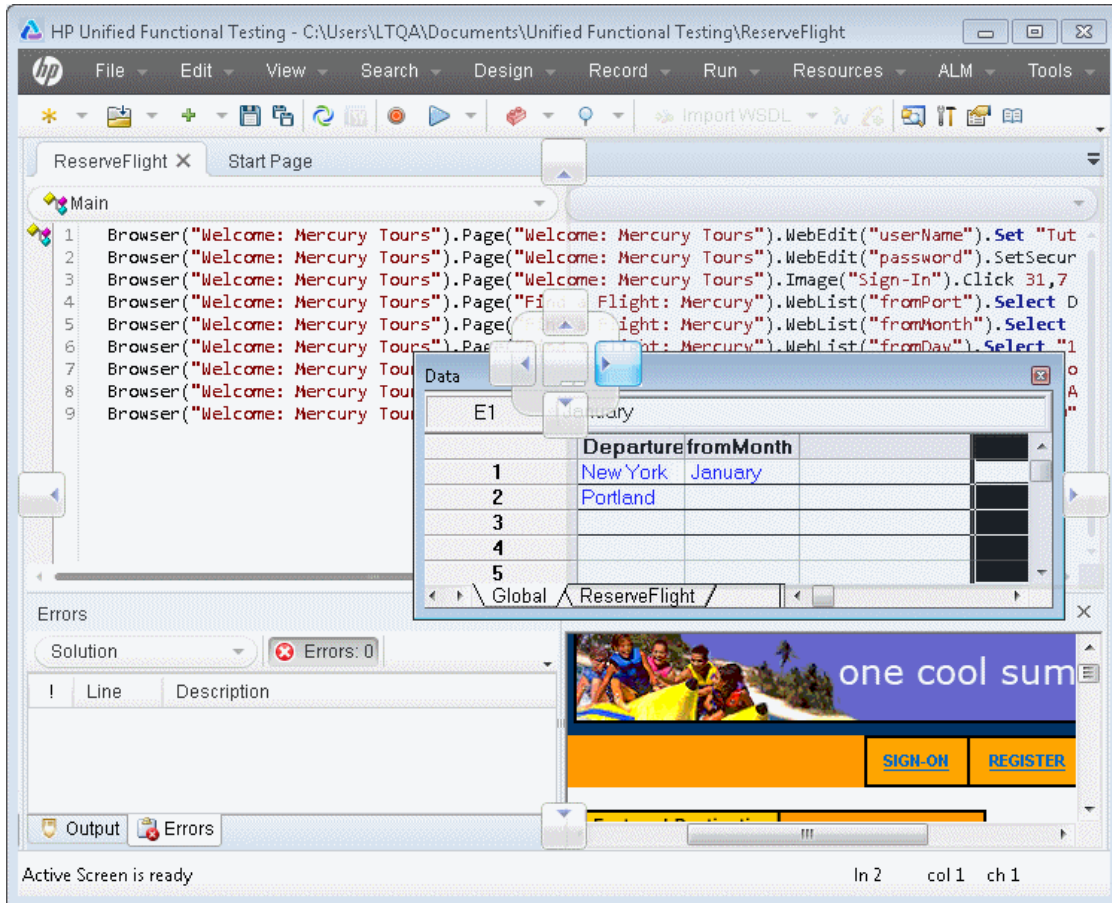 HP Unified Functional Testing - C:\Users\LTQA\Documents\Unified Functional Testing\ReserveFlight
hp File Edit View Search Design Record Run Resources ALM Tools
Import WSDL
ReserveFlight Start Page
Main
1 Browser("Welcome: Mercury Tours").Page("Welcome: Mercury Tours").WebEdit("userName").Set "Tut
2 Browser("Welcome: Mercury Tours").Page("Welcome: Mercury Tours").WebEdit("password").SetSecur
3 Browser("Welcome: Mercury Tours").Page("Welcome: Mercury Tours").Image("Sign-In").Click 31,7
4 Browser("Welcome: Mercury Tours").Page("Find a Flight: Mercury").WebList("fromPort").Select D
5 Browser("Welcome: Mercury Tours").Page( Flight: Mercury").WebList("fromMonth").Select
6 Browser("Welcome: Mercury Tours").Page Mercury").WebList("fromDay").Select "1
7 Browser("Welcome: Mercury Tou
8 Browser("Welcome: Mercury Tou
9 Browser("Welcome: Mercury Tou
Data
E1 January
Departure fromMonth
1 New York January
2 Portland
3
4
5
Global ReserveFlight
Errors
Solution Errors: 0
! Line Description
one cool sum
SIGN-ON REGISTER
Output Errors
Active Screen is ready ln 2 col 1 ch 1